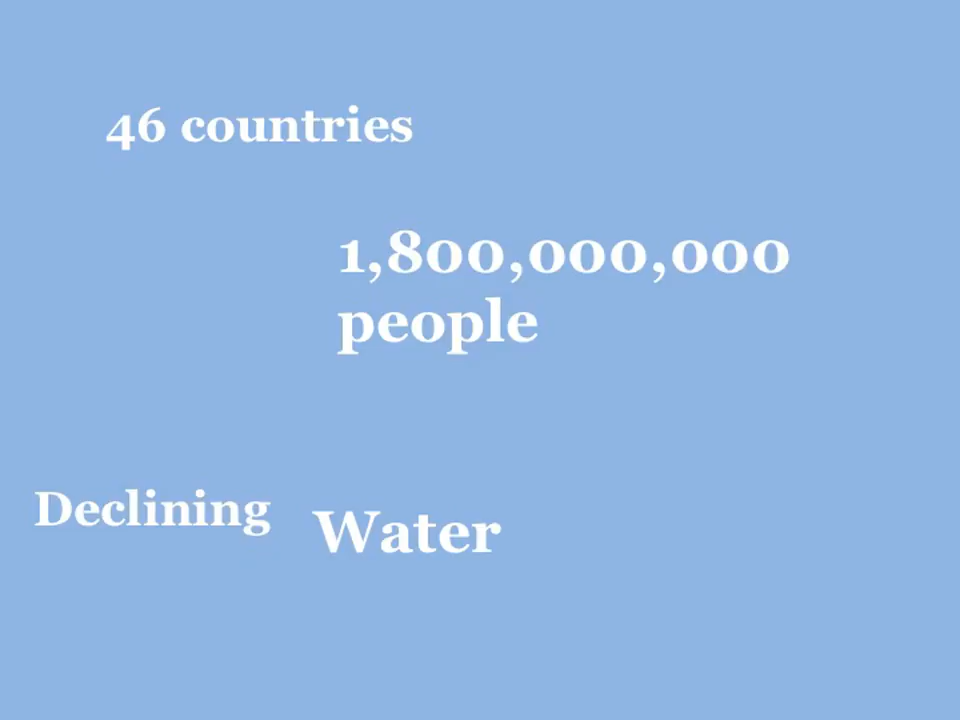 46 countries
1,800,000,000
people
Declining
Water